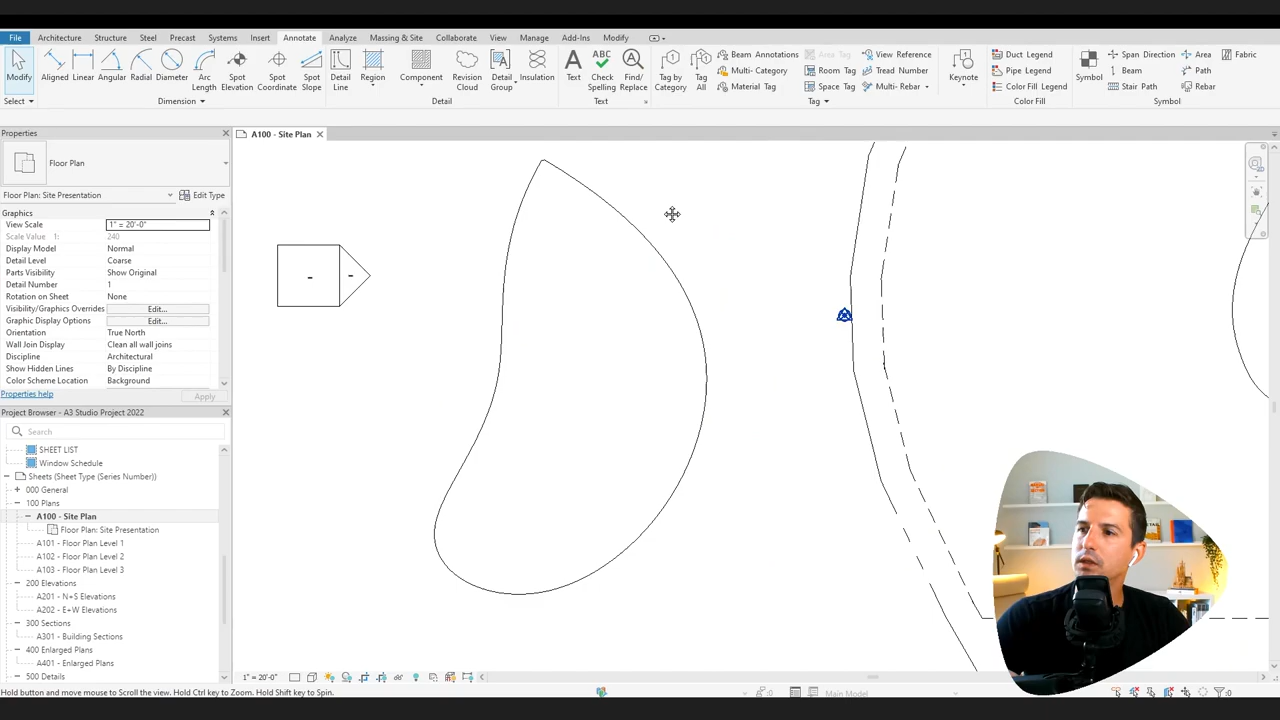 File Architecture Structure Steel Precast Systems Insert Annotate Analyze Massing & Site Collaborate View Manage Add-Ins Modify
Modify
Select
Aligned Linear Angular Radial Diameter Arc Length Spot Elevation Spot Coordinate Spot Slope
Dimension
Detail Line Region Component Revision Cloud Detail Group Insulation
Detail
A
Text
ABC
Check Spelling Find/ Replace
Text
Tag by Category Tag All
Beam Annotations Area Tag View Reference
Multi- Category Room Tag Tread Number
Material Tag Space Tag Multi- Rebar
Tag
Keynote
Duct Legend
Pipe Legend
Color Fill Legend
Color Fill
Symbol
Span Direction Area Fabric
Beam Path
Stair Path Rebar
Symbol
Properties
A100 - Site Plan
Floor Plan
Floor Plan: Site Presentation
Edit Type
Graphics
View Scale 1" = 20'-0"
Scale Value 1: 240
Display Model Normal
Detail Level Coarse
Parts Visibility Show Original
Detail Number 1
Rotation on Sheet None
Visibility/Graphics Overrides Edit...
Graphic Display Options Edit...
Orientation True North
Wall Join Display Clean all wall joins
Discipline Architectural
Show Hidden Lines By Discipline
Color Scheme Location Background
Properties help
Apply
Project Browser - A3 Studio Project 2022
Search
SHEET LIST
Window Schedule
Sheets (Sheet Type (Series Number))
000 General
100 Plans
A100 - Site Plan
Floor Plan: Site Presentation
A101 - Floor Plan Level 1
A102 - Floor Plan Level 2
A103 - Floor Plan Level 3
200 Elevations
A201 - N+S Elevations
A202 - E+W Elevations
300 Sections
A301 - Building Sections
400 Enlarged Plans
A401 - Enlarged Plans
500 Details
- -
1" = 20'-0"
Hold button and move mouse to Scroll the view. Hold Ctrl key to Zoom. Hold Shift key to Spin.
:0
Main Model
:0